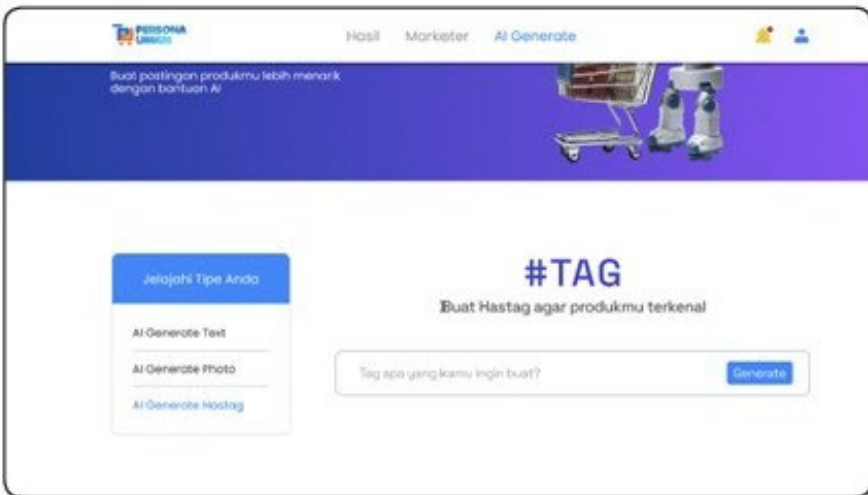 PERSONA
UMKM
Hasil Marketer AI Generate
Buat postingan produkmu lebih menarik
dengan bantuan AI
Jelajahi Tipe Anda
AI Generate Text
AI Generate Photo
AI Generate Hastag
#TAG
Buat Hastag agar produkmu terkenal
Tag apa yang kamu ingin buat?
Generate